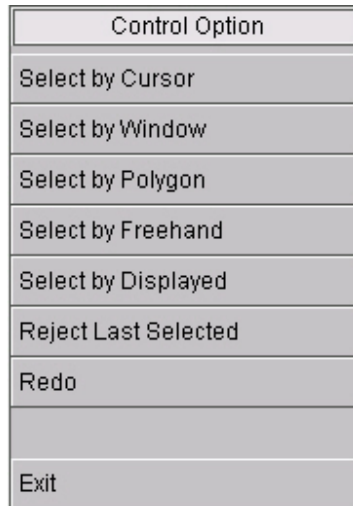 Control Option
Select by Cursor
Select by Window
Select by Polygon
Select by Freehand
Select by Displayed
Reject Last Selected
Redo
Exit